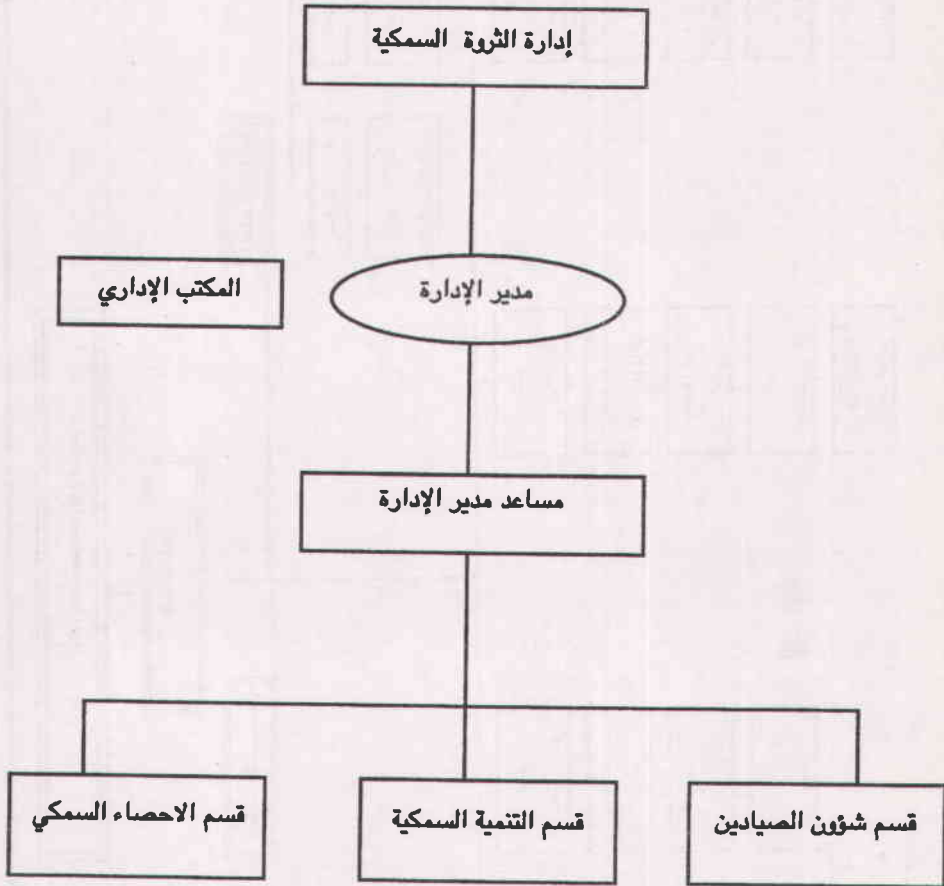 إدارة الثروة السمكية
مدير الإدارة
المكتب الإداري
مساعد مدير الإدارة
قسم شؤون الصيادين
قسم التنمية السمكية
قسم الاحصاء السمكي